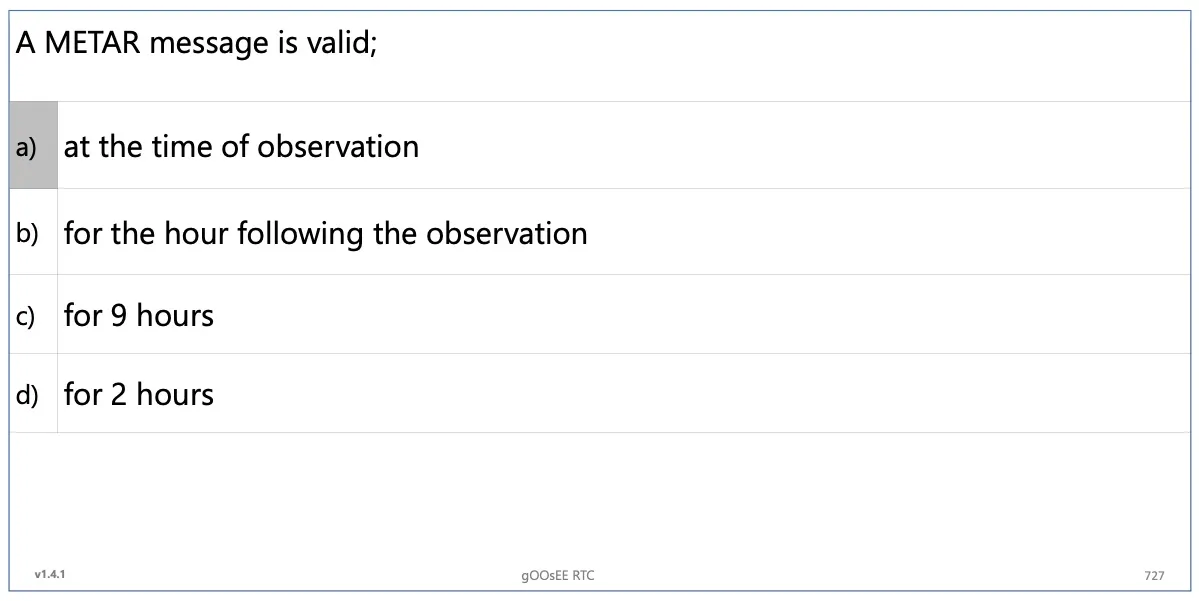 A METAR message is valid;
a) at the time of observation
b) for the hour following the observation
c) for 9 hours
d) for 2 hours
v1.4.1 gOOsEE RTC 727